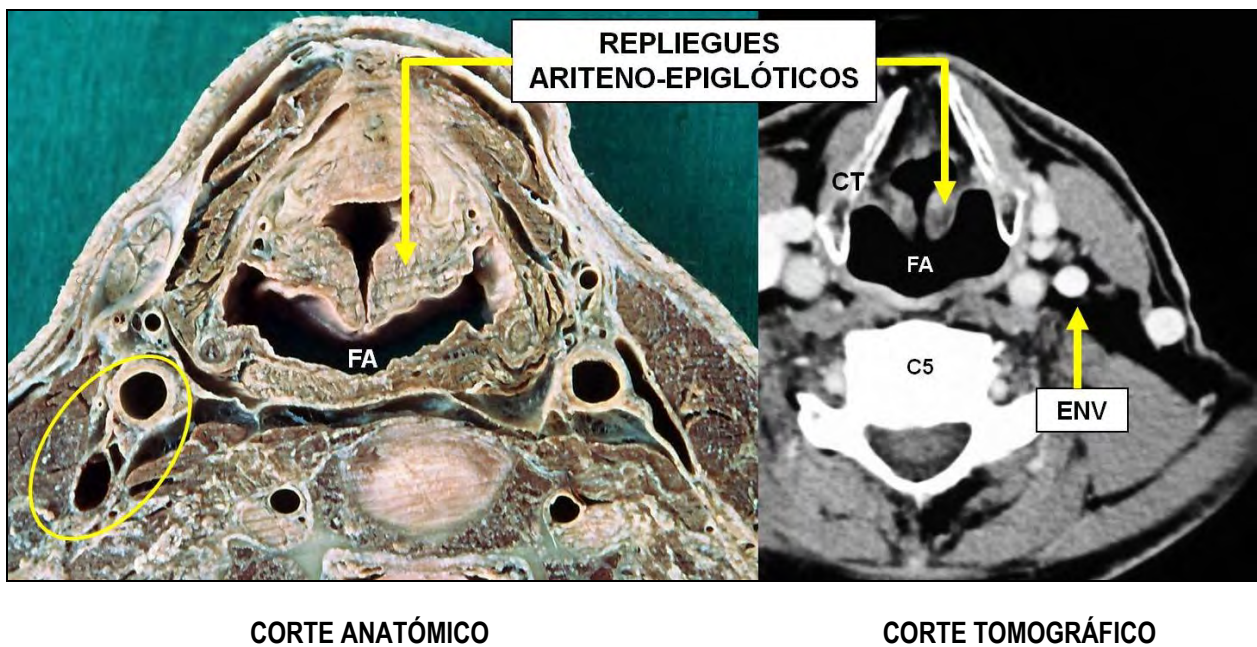 REPLIEGUES
ARITENO-EPIGLÓTICOS
CT
FA
FA
C5
ENV
CORTE ANATÓMICO
CORTE TOMOGRÁFICO